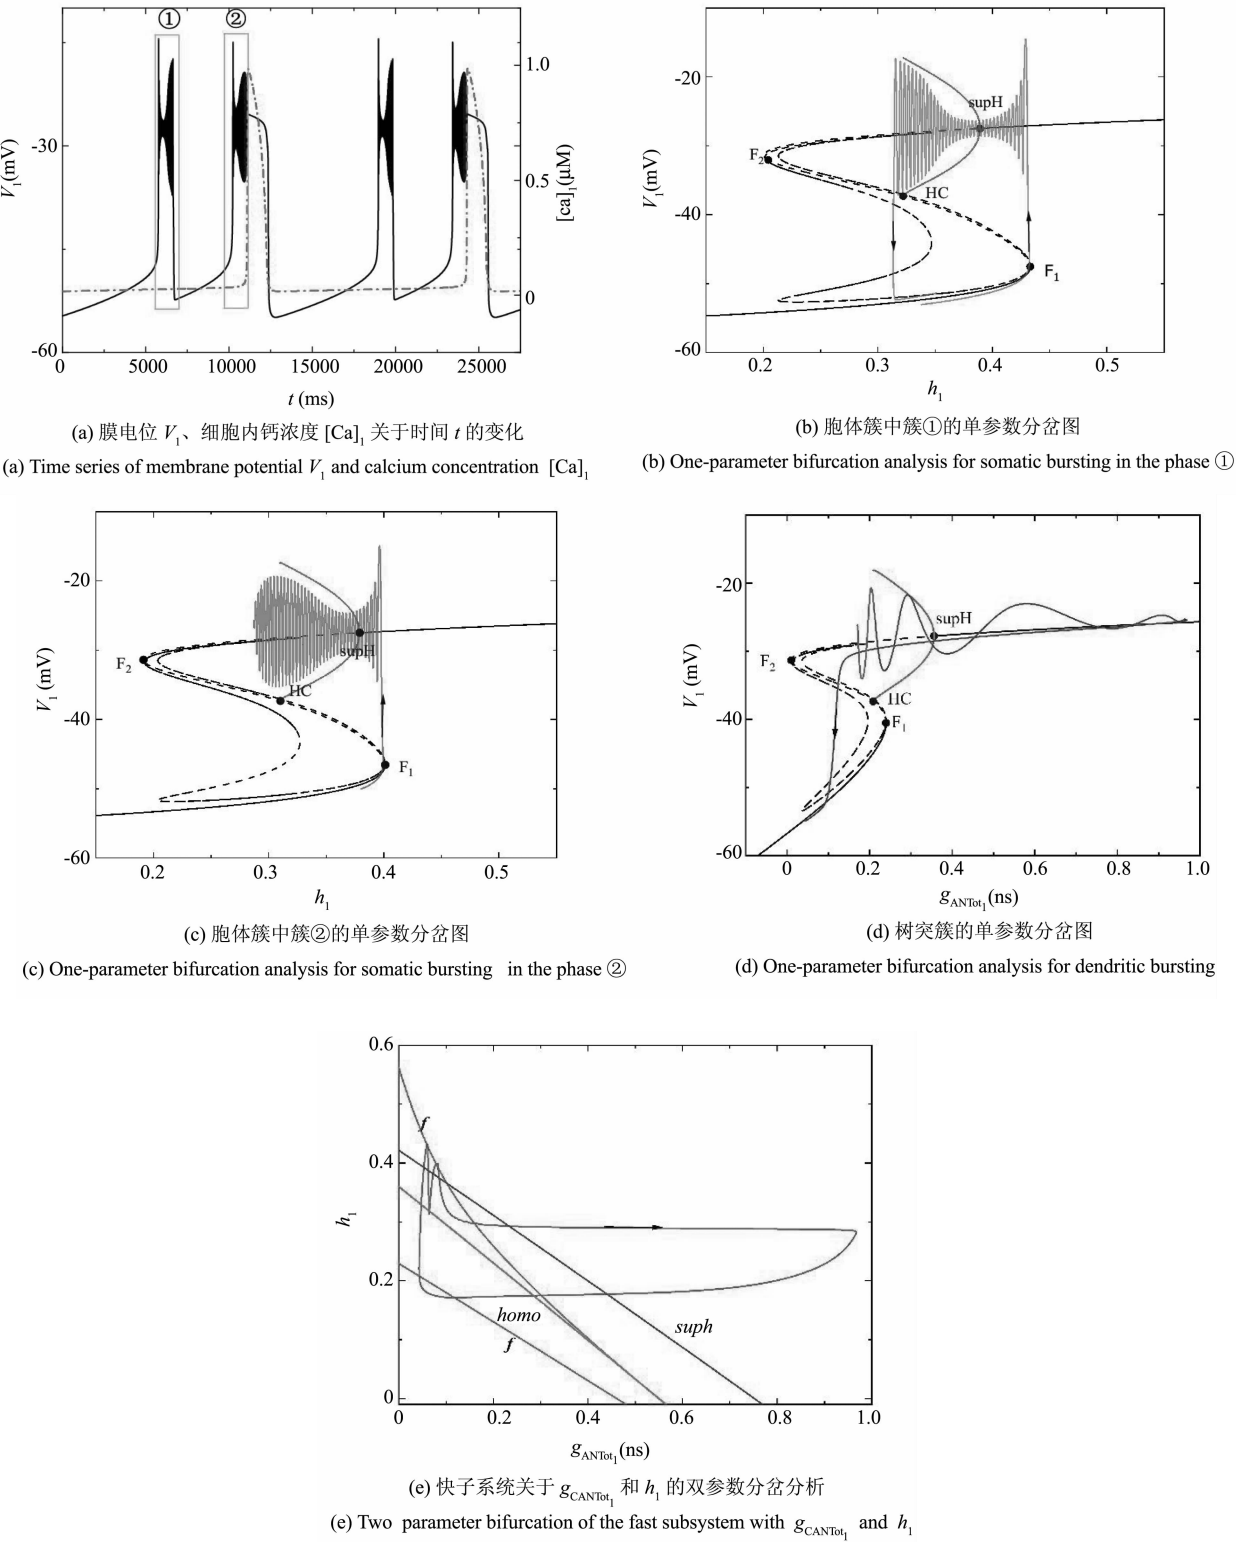 ① ②
V₁(mV)
-30
-60
1.0
0.5
0
[ca]₁(μM)
0 5000 10000 15000 20000 25000
t (ms)
(a) 膜电位 V₁、细胞内钙浓度 [Ca]₁ 关于时间 t 的变化
(a) Time series of membrane potential V₁ and calcium concentration [Ca]₁
V₁(mV)
-20
-30
-40
-60
supH
F₂
HC
F₁
0.2 0.3 0.4 0.5
h₁
(b) 胞体簇中簇①的单参数分岔图
(b) One-parameter bifurcation analysis for somatic bursting in the phase ①
V₁ (mV)
-20
-40
-60
supH
F₂
HC
F₁
0.2 0.3 0.4 0.5
h₁
(c) 胞体簇中簇②的单参数分岔图
(c) One-parameter bifurcation analysis for somatic bursting in the phase ②
V₁ (mV)
-20
-40
-60
supH
F₂
HC
F₁
0 0.2 0.4 0.6 0.8 1.0
g_ANTot₁(ns)
(d) 树突簇的单参数分岔图
(d) One-parameter bifurcation analysis for dendritic bursting
h₁
0.6
0.4
0.2
0
f
homo
f
suph
0 0.2 0.4 0.6 0.8 1.0
g_ANTot₁(ns)
(e) 快子系统关于 g_CANTot₁ 和 h₁ 的双参数分岔分析
(e) Two parameter bifurcation of the fast subsystem with g_CANTot₁ and h₁